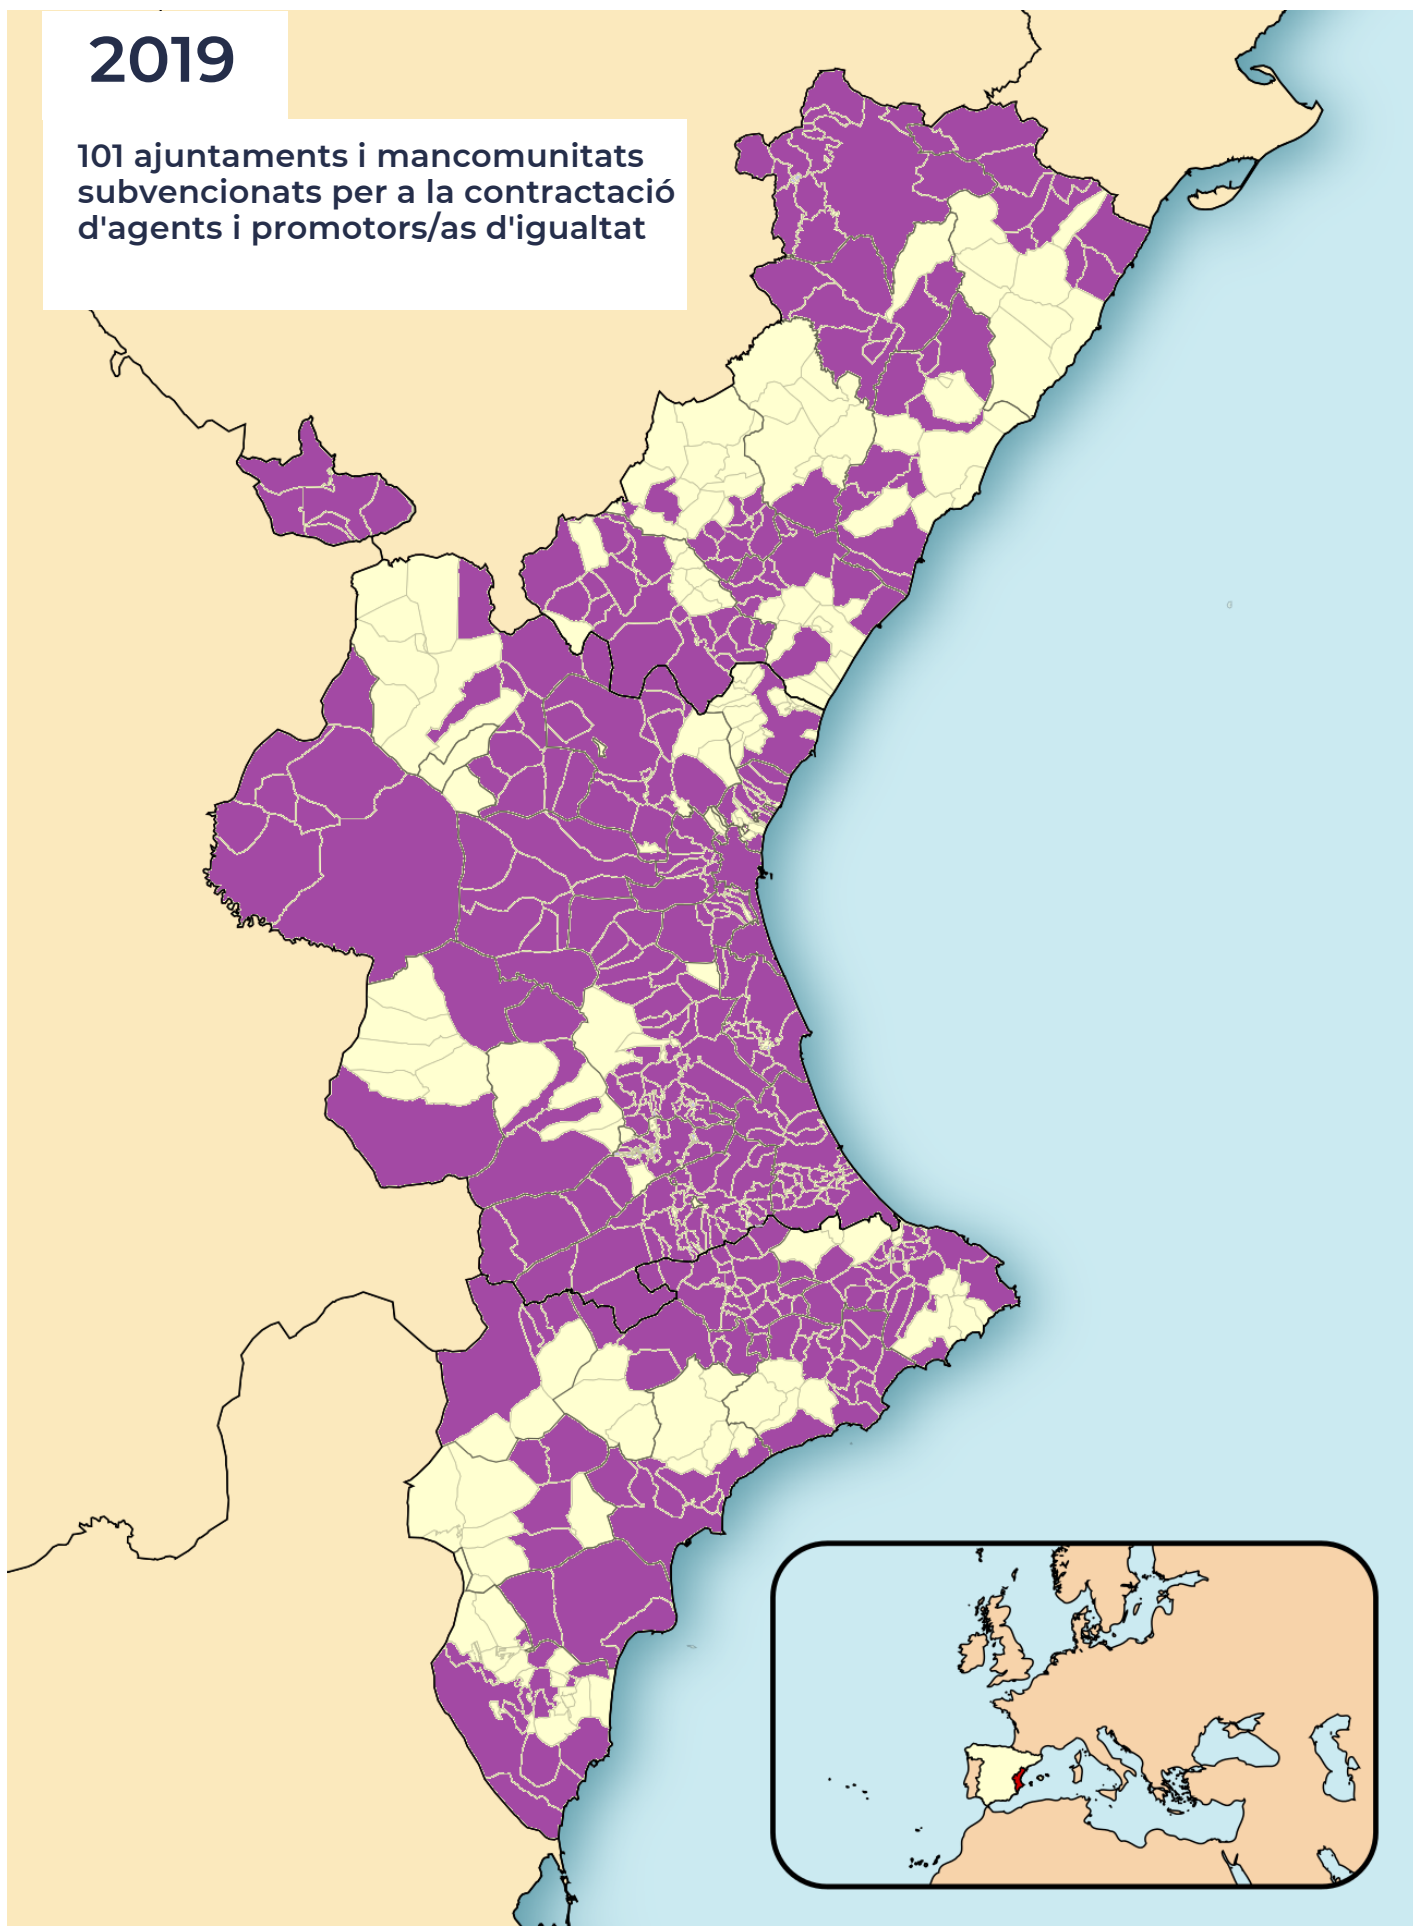 2019
101 ajuntaments i mancomunitats
subvencionats per a la contractació
d'agents i promotors/as d'igualtat